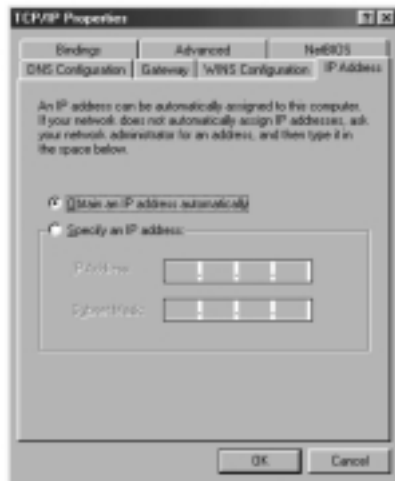 TCP/IP Properties
Bindings
Advanced
NetBIOS
DNS Configuration
Gateway
WINS Configuration
IP Address
An IP address can be automatically assigned to this computer.
If your network does not automatically assign IP addresses, ask
your network administrator for an address, and then type it in
the space below.
Obtain an IP address automatically
Specify an IP address:
IP Address:
Subnet Mask:
OK
Cancel